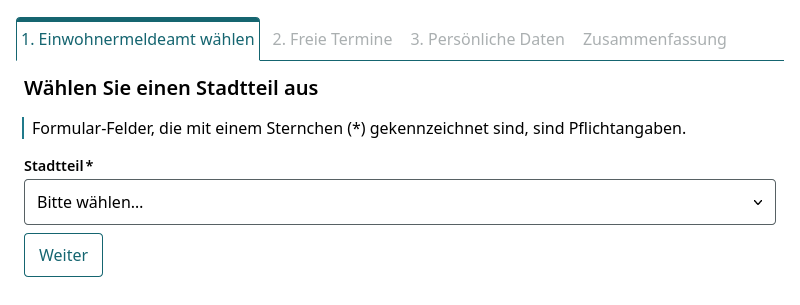 1. Einwohnermeldeamt wählen 2. Freie Termine 3. Persönliche Daten Zusammenfassung
Wählen Sie einen Stadtteil aus
Formular-Felder, die mit einem Sternchen (*) gekennzeichnet sind, sind Pflichtangaben.
Stadtteil*
Bitte wählen...
Weiter